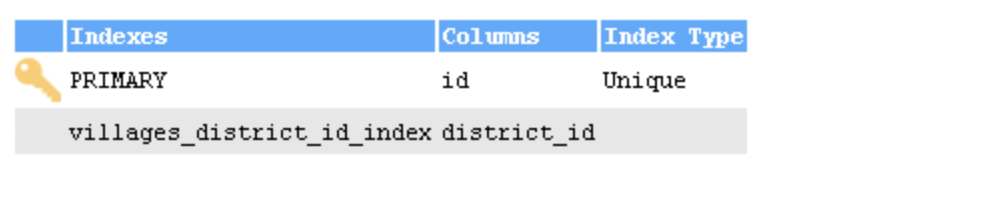 Indexes Columns Index Type
PRIMARY id Unique
villages_district_id_index district_id